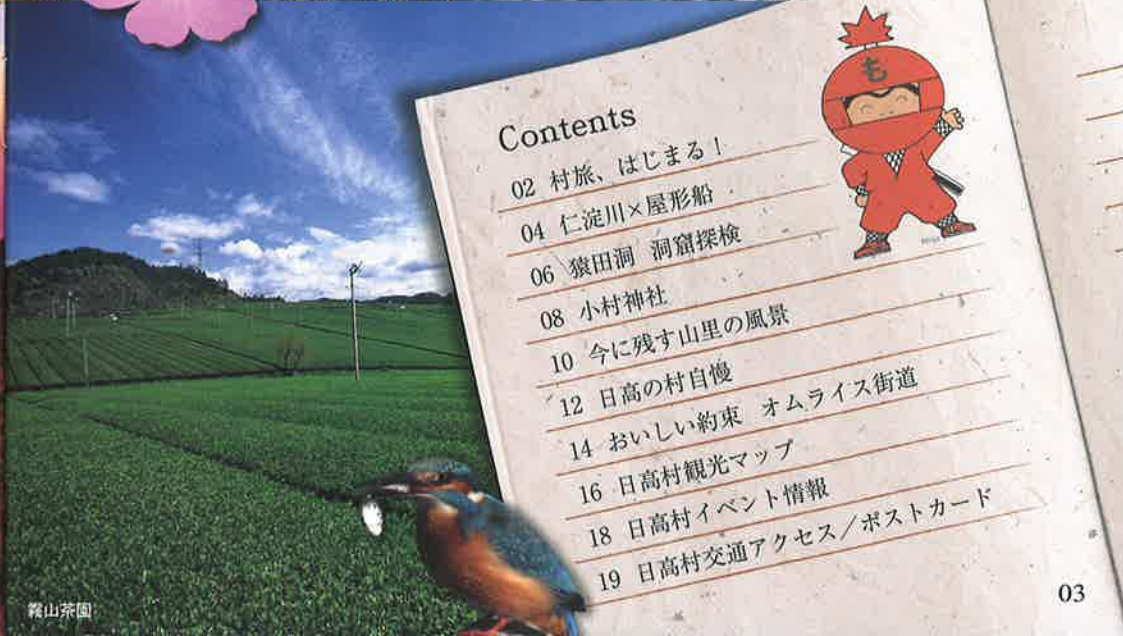 Contents
02 村旅、はじまる！
04 仁淀川×屋形船
06 猿田洞 洞窟探検
08 小村神社
10 今に残す山里の風景
12 日高の村自慢
14 おいしい約束 オムライス街道
16 日高村観光マップ
18 日高村イベント情報
19 日高村交通アクセス／ポストカード
も
霧山茶園
03